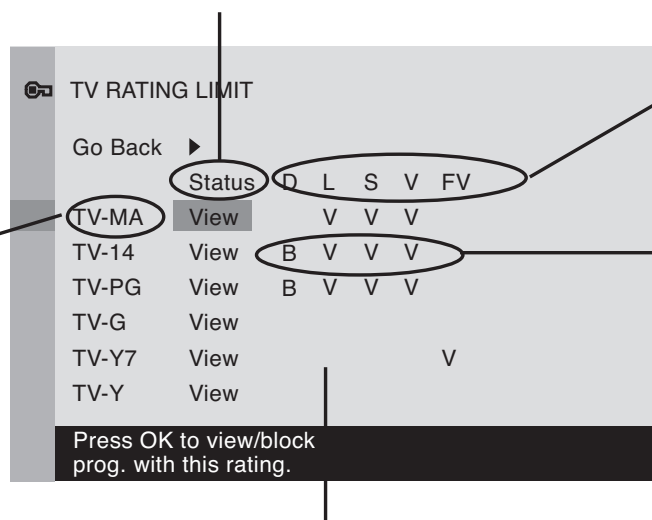 TV RATING LIMIT
Go Back
Status D L S V FV
TV-MA View V V V
TV-14 View B V V V
TV-PG View B V V V
TV-G View
TV-Y7 View V
TV-Y View
Press OK to view/block
prog. with this rating.